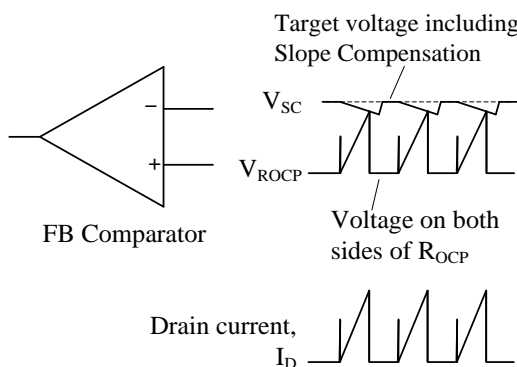 Target voltage including
Slope Compensation
V_SC
−
+
V_ROCP
FB Comparator
Voltage on both
sides of R_OCP
Drain current,
I_D